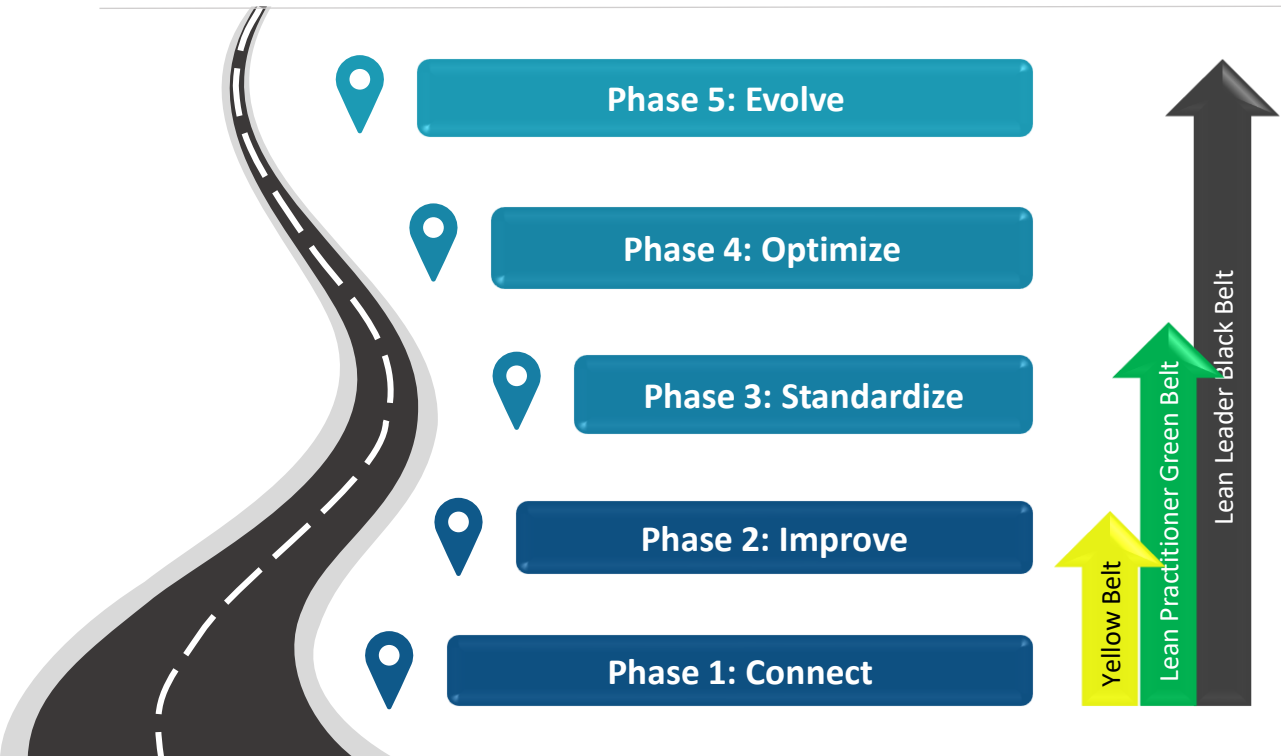 Phase 5: Evolve
Phase 4: Optimize
Phase 3: Standardize
Phase 2: Improve
Phase 1: Connect
Yellow Belt
Lean Practitioner Green Belt
Lean Leader Black Belt